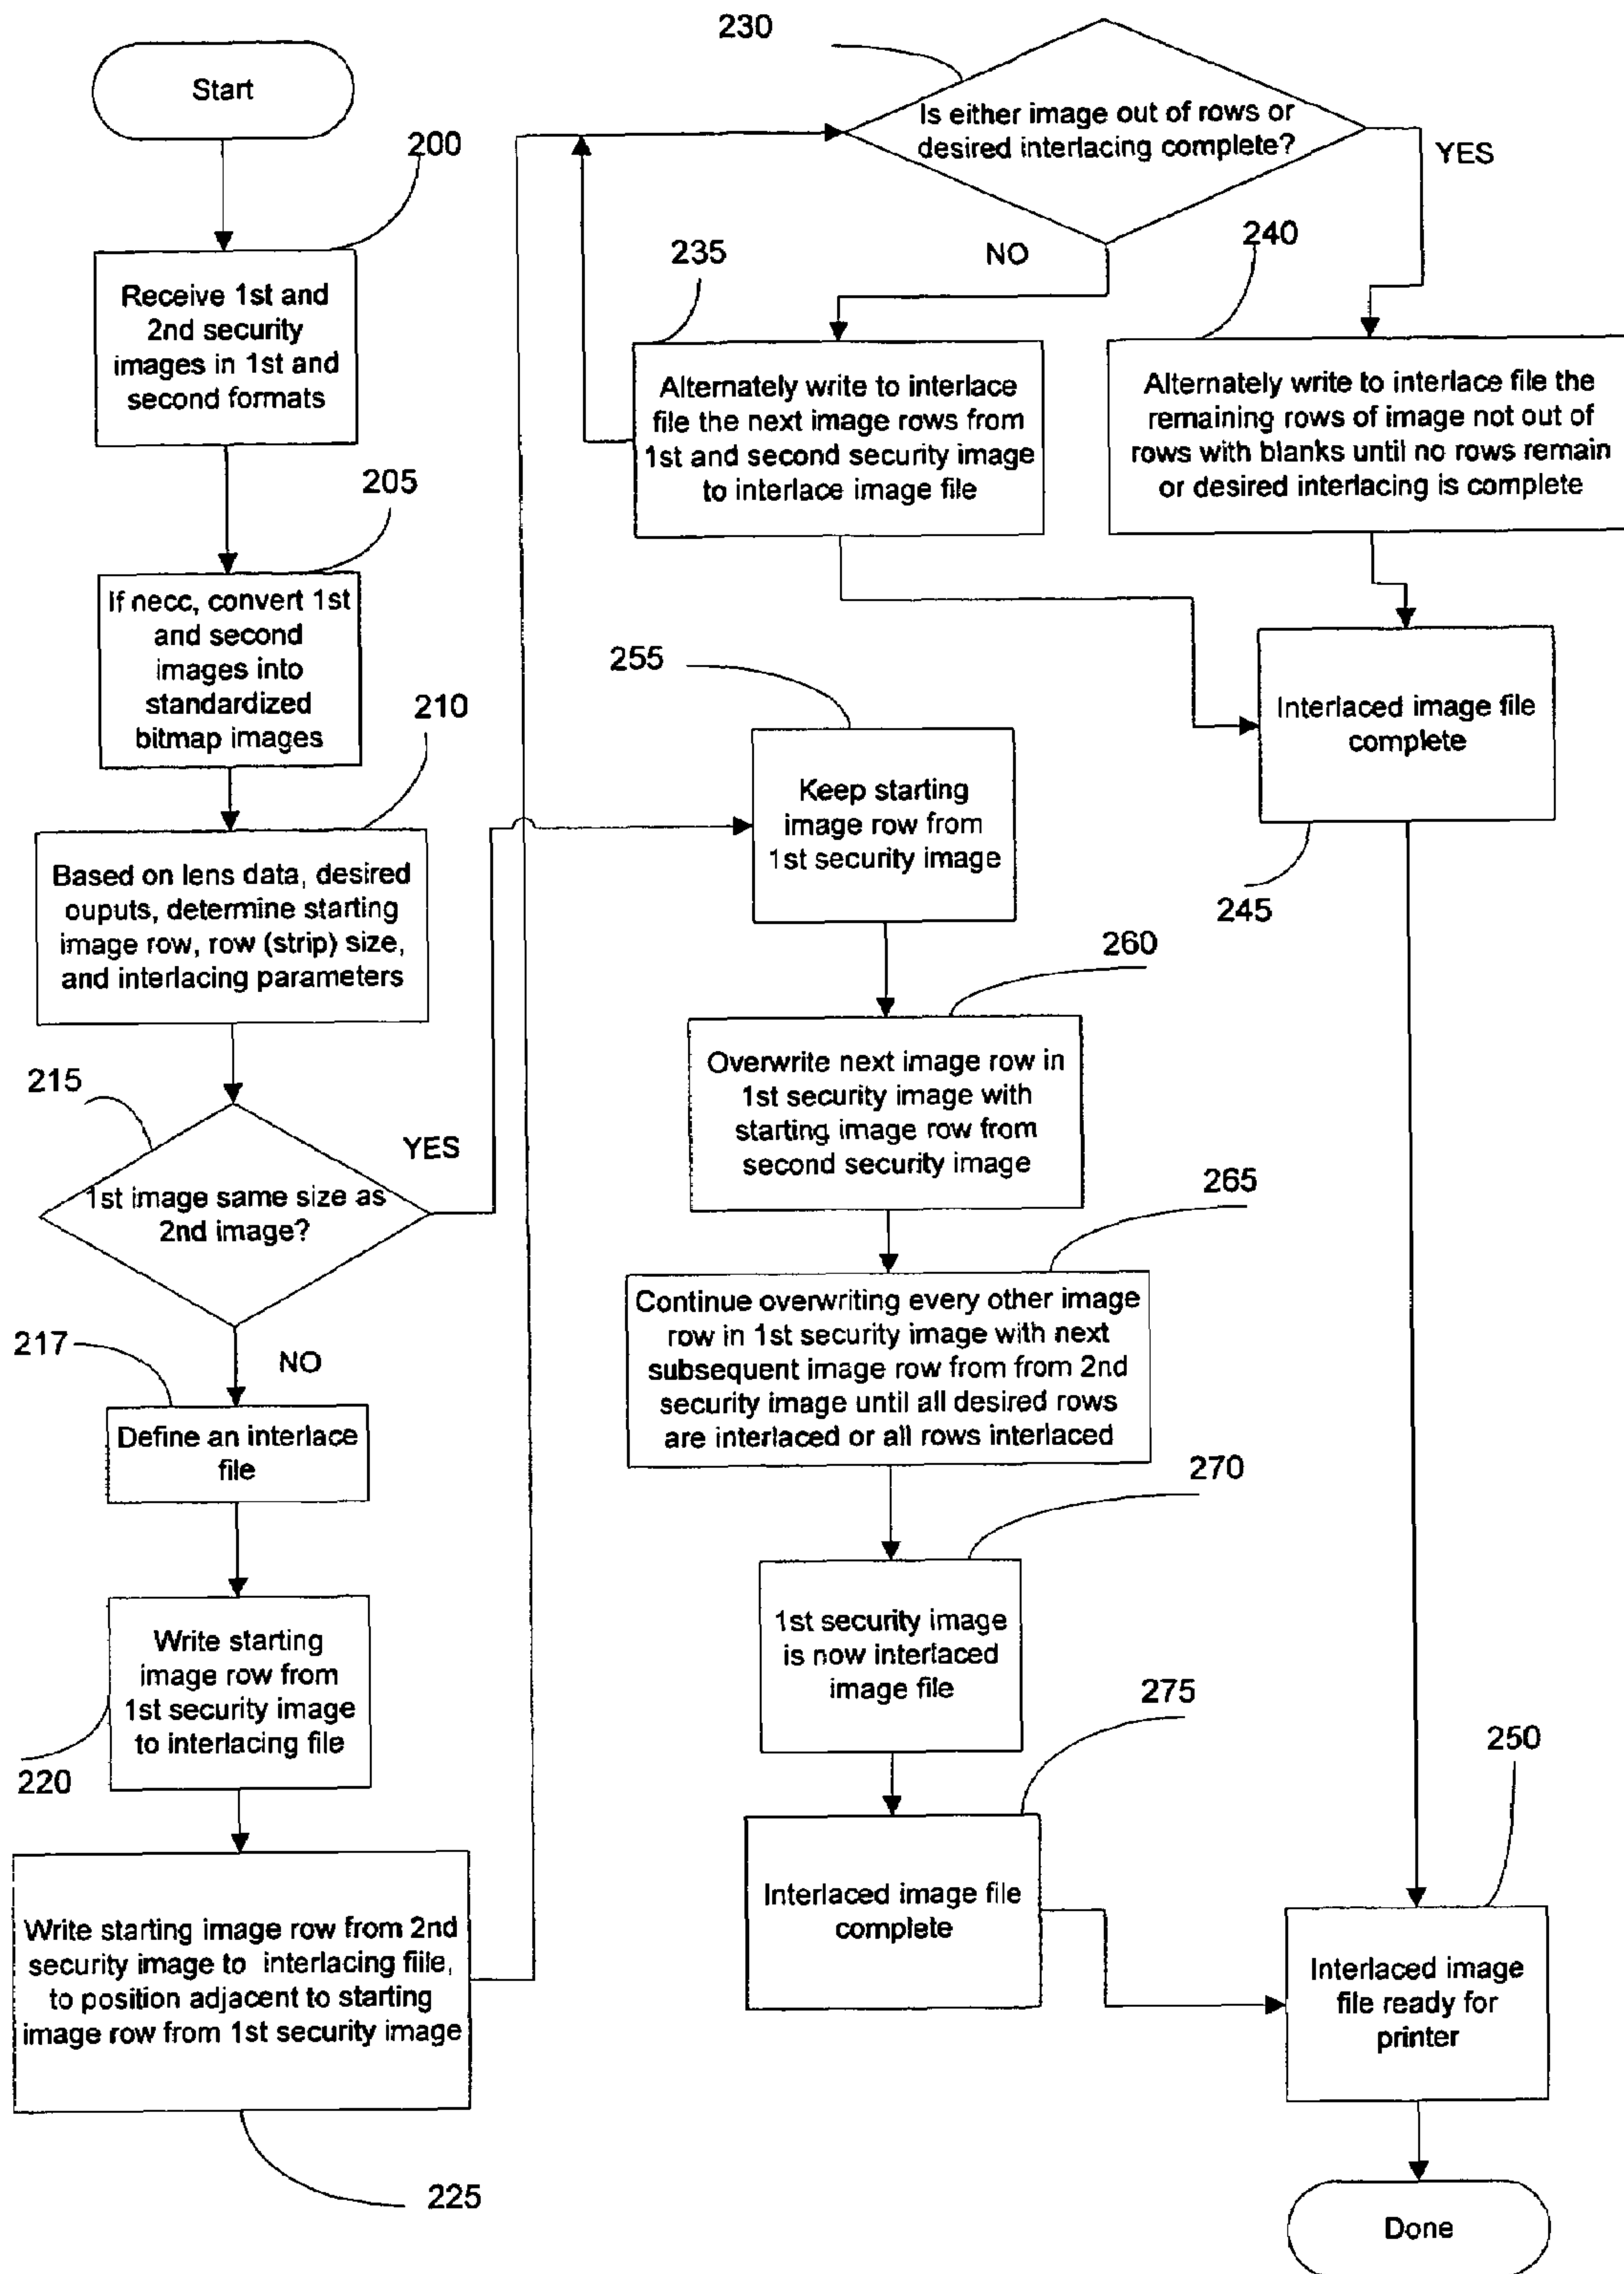 Start
200
Receive 1st and
2nd security
images in 1st and
second formats
205
If necc, convert 1st
and second
images into
standardized
bitmap images
210
Based on lens data, desired
ouputs, determine starting
image row, row (strip) size,
and interlacing parameters
215
YES
1st image same size as
2nd image?
217
NO
Define an interlace
file
Write starting
image row from
1st security image
to interlacing file
220
Write starting image row from 2nd
security image to interlacing fiile,
to position adjacent to starting
image row from 1st security image
225
230
Is either image out of rows or
desired interlacing complete?
YES
NO
235
Alternately write to interlace
file the next image rows from
1st and second security image
to interlace image file
240
Alternately write to interlace file the
remaining rows of image not out of
rows with blanks until no rows remain
or desired interlacing is complete
Interlaced image file
complete
245
255
Keep starting
image row from
1st security image
260
Overwrite next image row in
1st security image with
starting image row from
second security image
265
Continue overwriting every other image
row in 1st security image with next
subsequent image row from from 2nd
security image until all desired rows
are interlaced or all rows interlaced
270
1st security image
is now interlaced
image file
275
Interlaced image file
complete
250
Interlaced image
file ready for
printer
Done